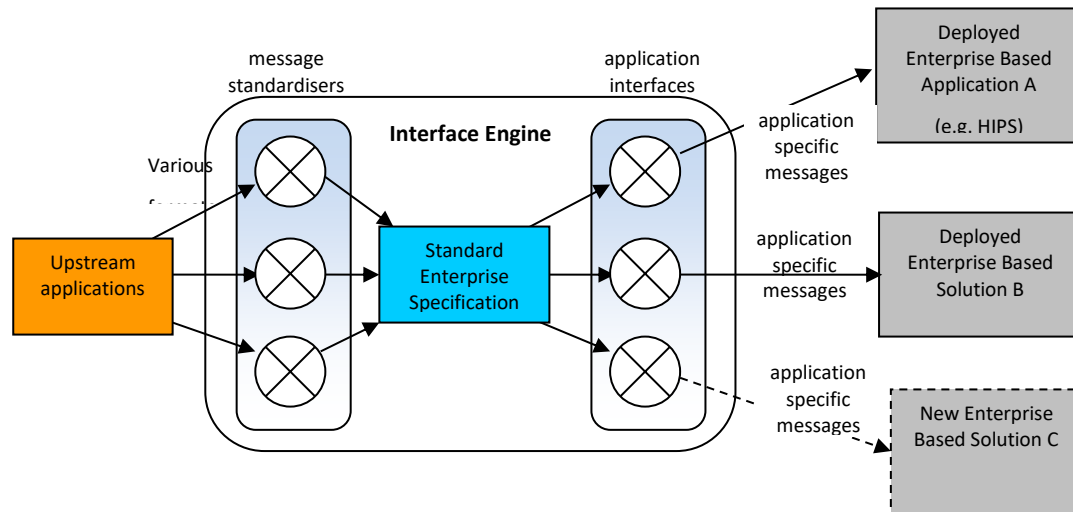 message
standardisers
application
interfaces
Deployed
Enterprise Based
Application A
(e.g. HIPS)
Interface Engine
application
specific
messages
Various
Upstream
applications
Standard
Enterprise
Specification
application
specific
messages
Deployed
Enterprise Based
Solution B
application
specific
messages
New Enterprise
Based Solution C